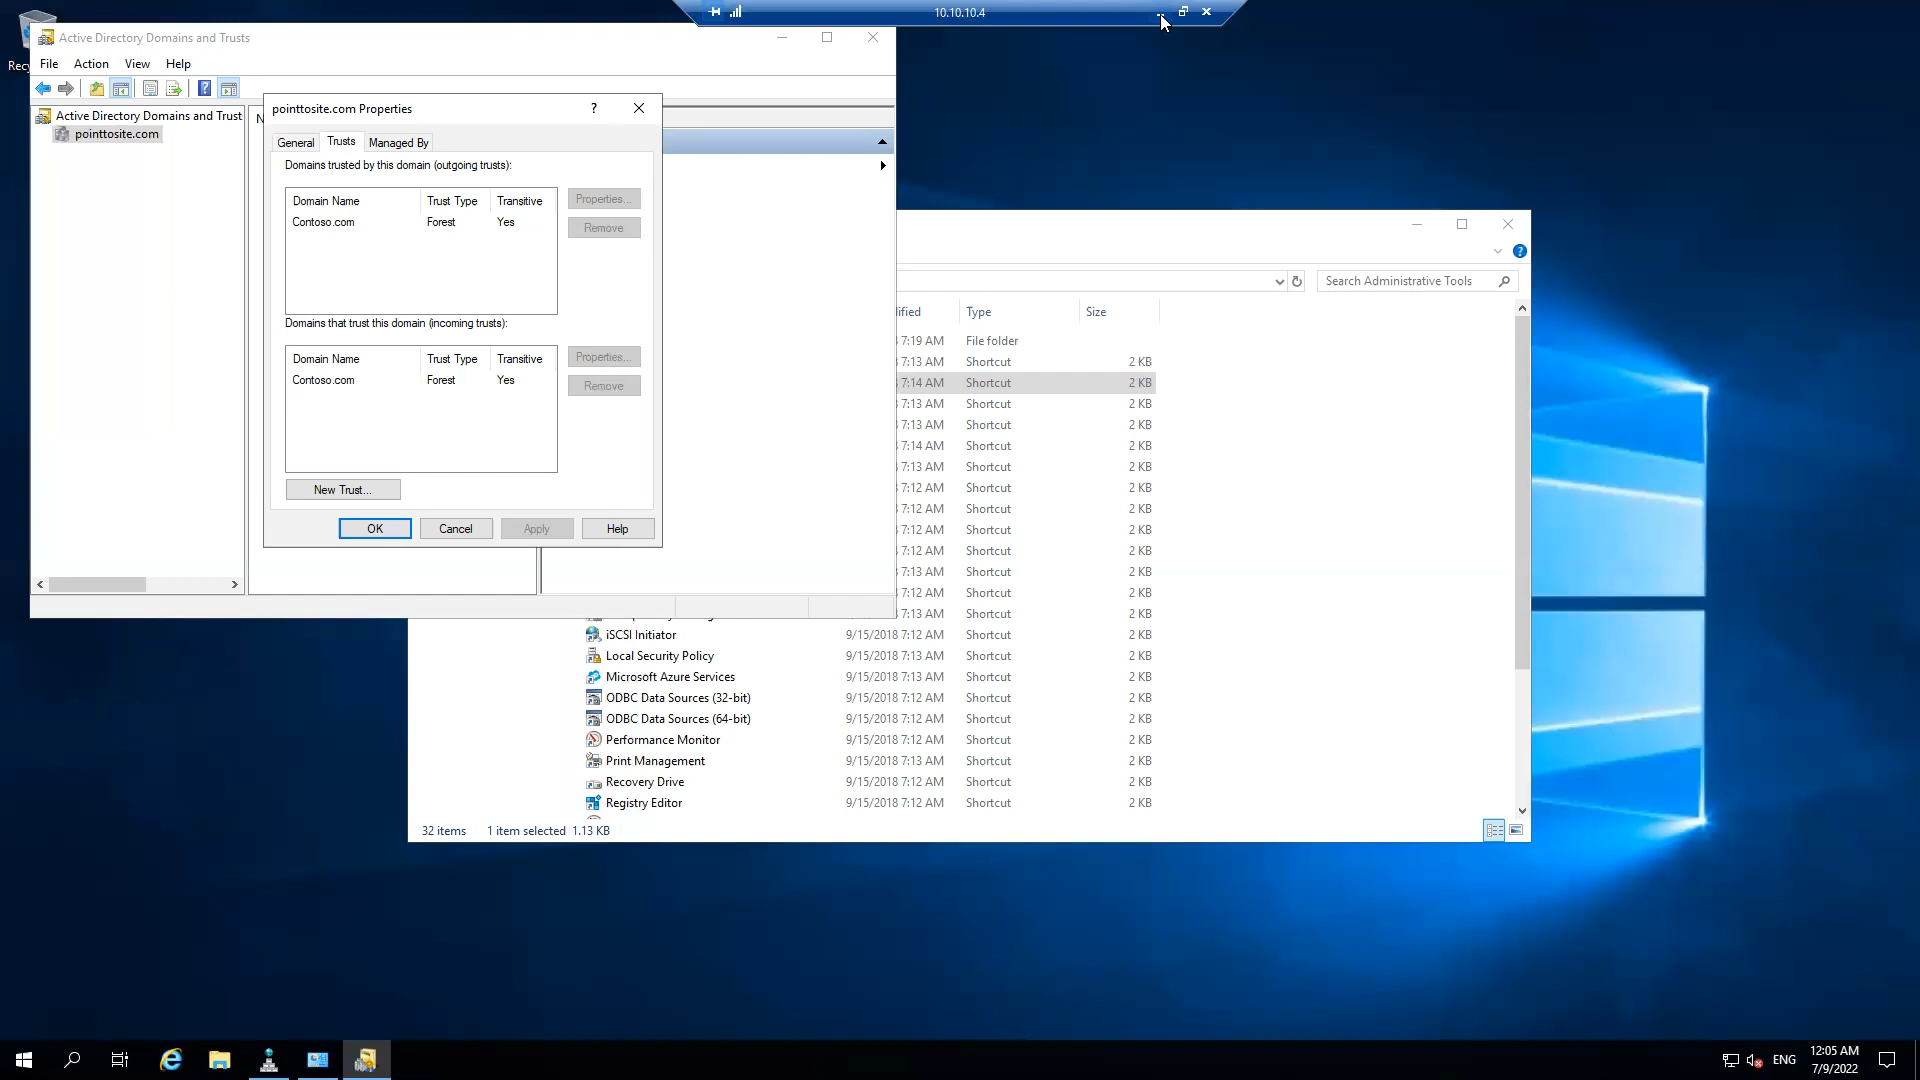 10.10.10.4
Recy
Active Directory Domains and Trusts
File Action View Help
Active Directory Domains and Trust
pointtosite.com
N
pointtosite.com Properties
?
General Trusts Managed By
Domains trusted by this domain (outgoing trusts):
Domain Name Trust Type Transitive
Contoso.com Forest Yes
Properties...
Remove
Domains that trust this domain (incoming trusts):
Domain Name Trust Type Transitive
Contoso.com Forest Yes
Properties...
Remove
New Trust...
OK Cancel Apply Help
Search Administrative Tools
ified Type Size
7:19 AM File folder
7:13 AM Shortcut 2 KB
7:14 AM Shortcut 2 KB
7:13 AM Shortcut 2 KB
7:13 AM Shortcut 2 KB
7:14 AM Shortcut 2 KB
7:13 AM Shortcut 2 KB
7:12 AM Shortcut 2 KB
7:12 AM Shortcut 2 KB
7:12 AM Shortcut 2 KB
7:12 AM Shortcut 2 KB
7:13 AM Shortcut 2 KB
7:12 AM Shortcut 2 KB
7:13 AM Shortcut 2 KB
iSCSI Initiator 9/15/2018 7:12 AM Shortcut 2 KB
Local Security Policy 9/15/2018 7:13 AM Shortcut 2 KB
Microsoft Azure Services 9/15/2018 7:13 AM Shortcut 2 KB
ODBC Data Sources (32-bit) 9/15/2018 7:12 AM Shortcut 2 KB
ODBC Data Sources (64-bit) 9/15/2018 7:12 AM Shortcut 2 KB
Performance Monitor 9/15/2018 7:12 AM Shortcut 2 KB
Print Management 9/15/2018 7:13 AM Shortcut 2 KB
Recovery Drive 9/15/2018 7:12 AM Shortcut 2 KB
Registry Editor 9/15/2018 7:12 AM Shortcut 2 KB
32 items 1 item selected 1.13 KB
ENG
12:05 AM
7/9/2022